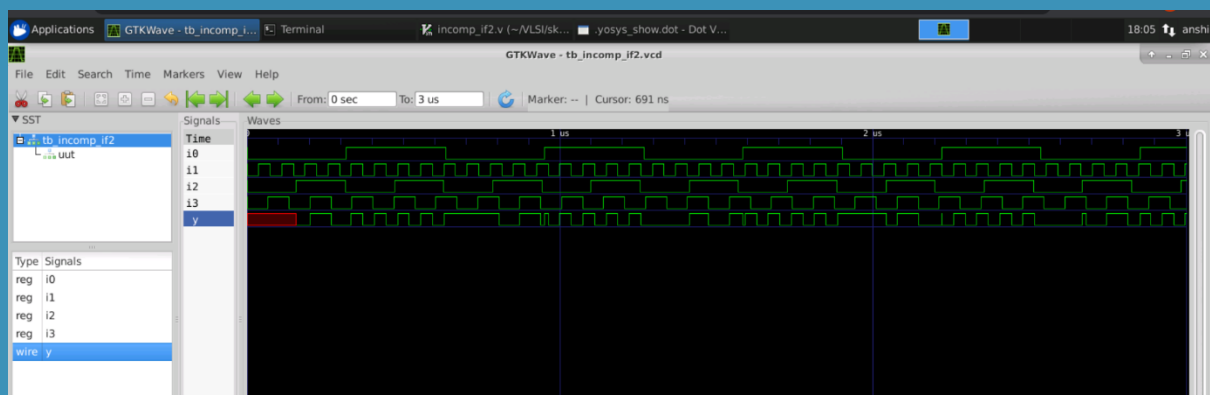 Applications GTKWave - tb_incomp_i... Terminal incomp_if2.v (~/VLSI/sk... .yosys_show.dot - Dot V... 18:05 anshi
GTKWave - tb_incomp_if2.vcd
File Edit Search Time Markers View Help
From: 0 sec To: 3 us Marker: -- | Cursor: 691 ns
SST
tb_incomp_if2
uut
Type Signals
reg i0
reg i1
reg i2
reg i3
wire y
Signals
Time
i0
i1
i2
i3
y
Waves
0 1 us 2 us 3 u